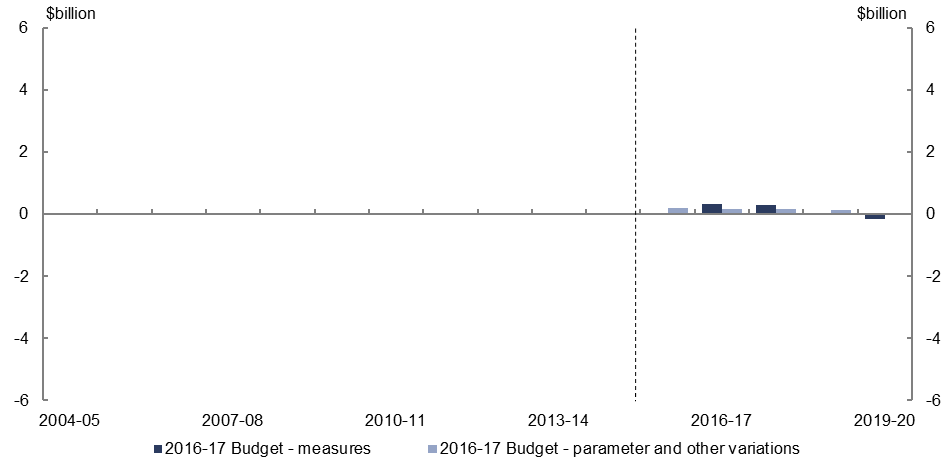 $billion $billion
6 6
4 4
2 2
0 0
-2 -2
-4 -4
-6 -6
2004-05 2007-08 2010-11 2013-14 2016-17 2019-20
2016-17 Budget - measures 2016-17 Budget - parameter and other variations